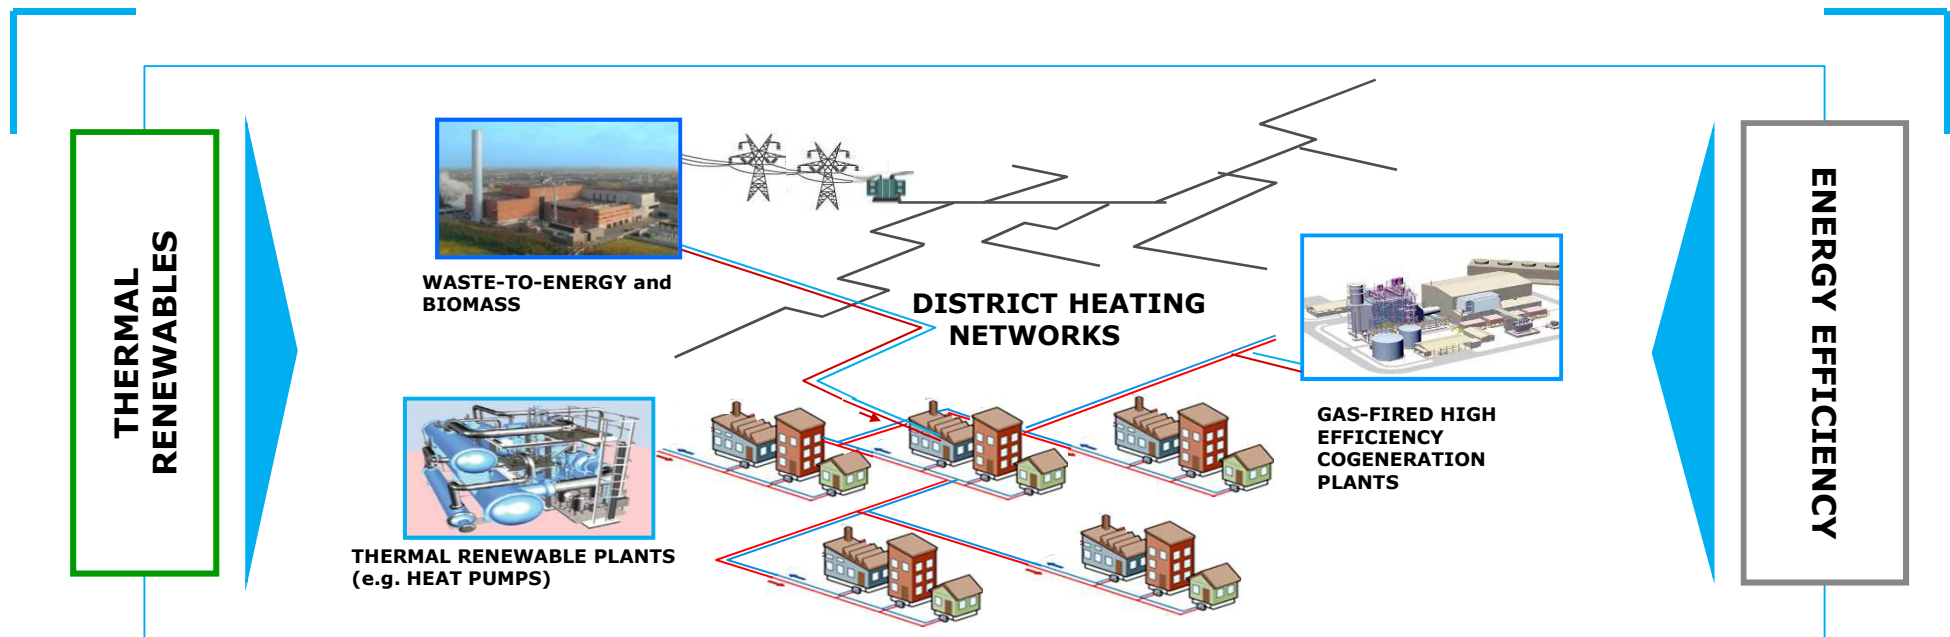 THERMAL
RENEWABLES
WASTE-TO-ENERGY and
BIOMASS
DISTRICT HEATING
NETWORKS
THERMAL RENEWABLE PLANTS
(e.g. HEAT PUMPS)
GAS-FIRED HIGH
EFFICIENCY
COGENERATION
PLANTS
ENERGY EFFICIENCY